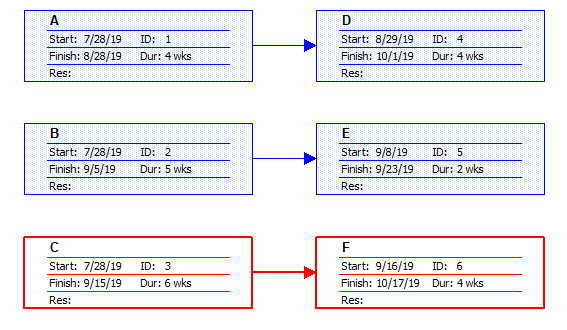 A
Start: 7/28/19 ID: 1
Finish: 8/28/19 Dur: 4 wks
Res:
D
Start: 8/29/19 ID: 4
Finish: 10/1/19 Dur: 4 wks
Res:
B
Start: 7/28/19 ID: 2
Finish: 9/5/19 Dur: 5 wks
Res:
E
Start: 9/8/19 ID: 5
Finish: 9/23/19 Dur: 2 wks
Res:
C
Start: 7/28/19 ID: 3
Finish: 9/15/19 Dur: 6 wks
Res:
F
Start: 9/16/19 ID: 6
Finish: 10/17/19 Dur: 4 wks
Res: